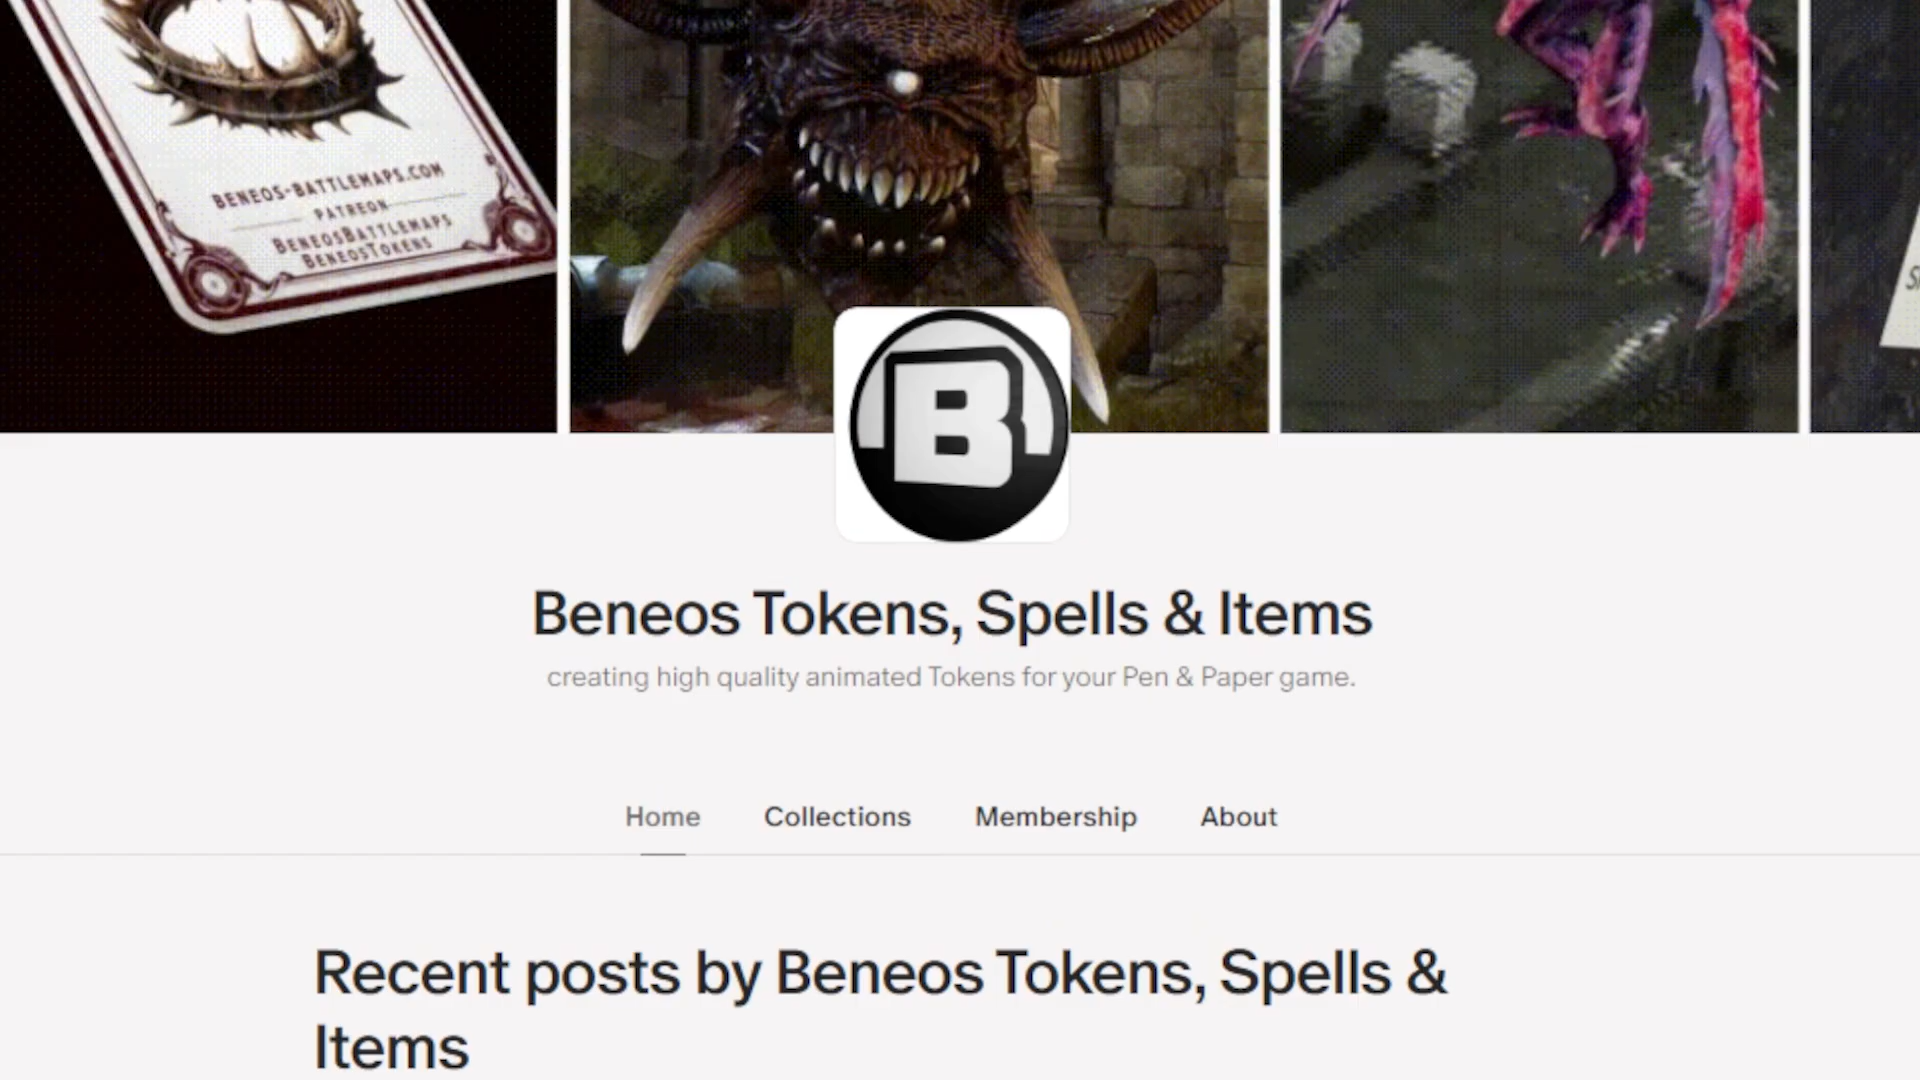 BENEOS-BATTLEMAPS.COM
PATREON
BENEOSBATTLEMAPS
BENEOSTOKENS
B
Beneos Tokens, Spells & Items
creating high quality animated Tokens for your Pen & Paper game.
Home Collections Membership About
Recent posts by Beneos Tokens, Spells &
Items